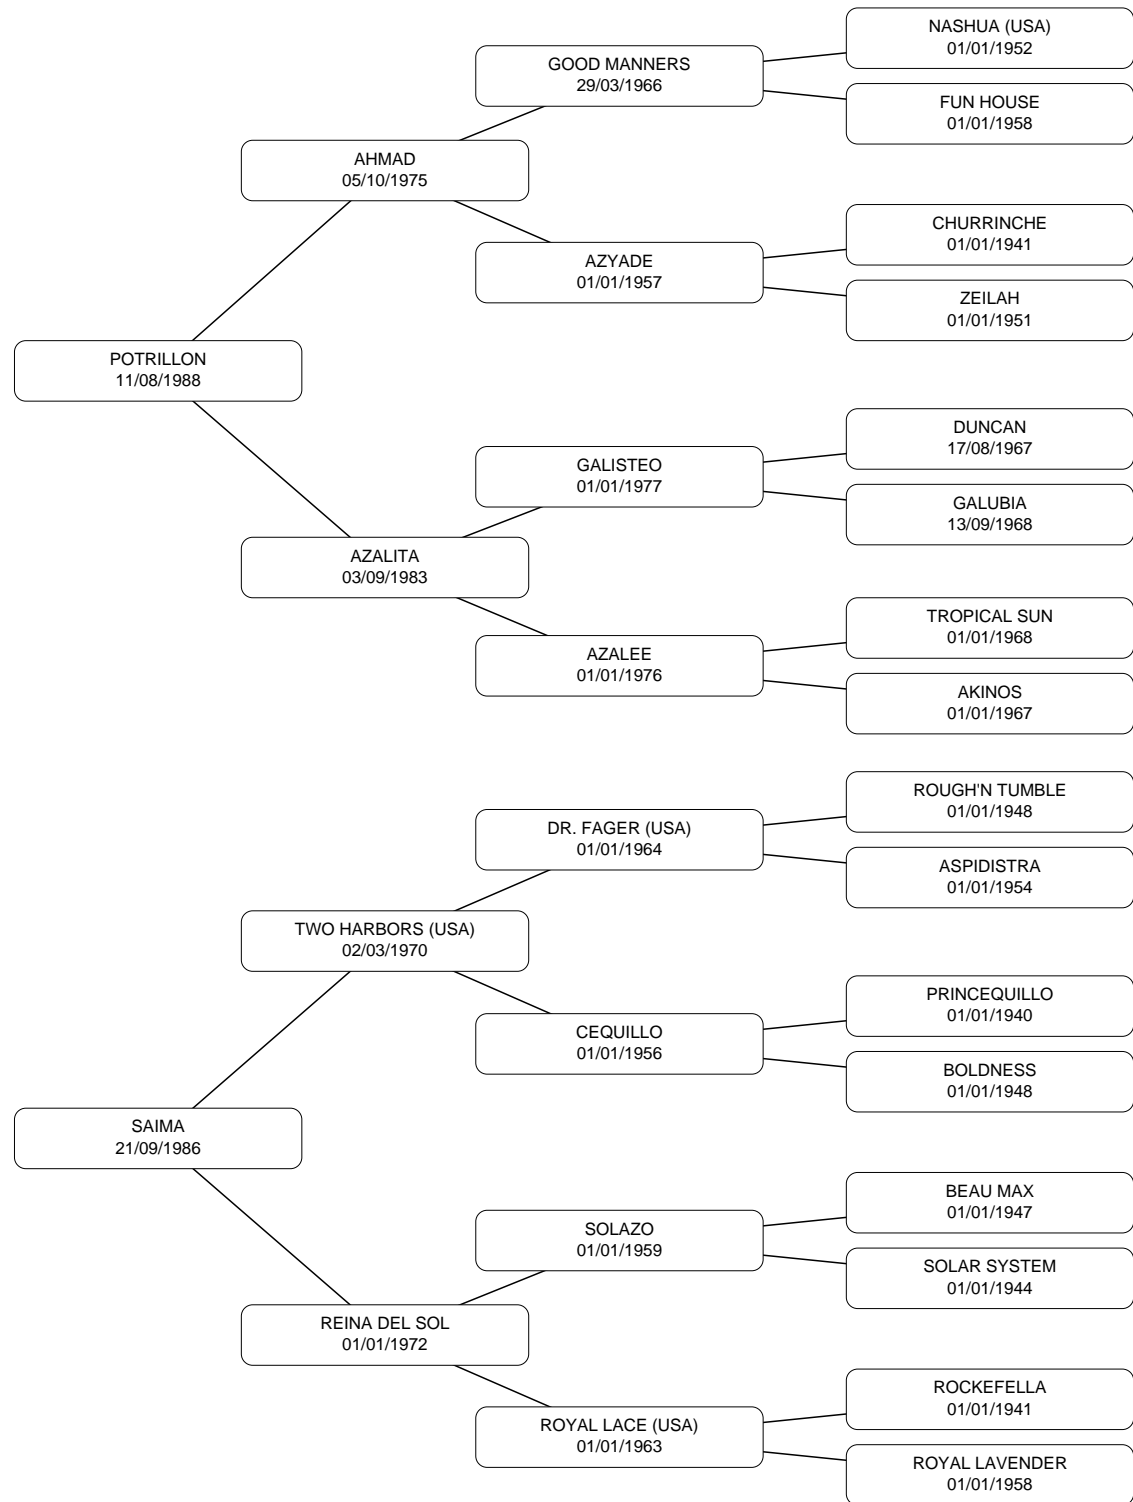 NASHUA (USA)
01/01/1952
GOOD MANNERS
29/03/1966
FUN HOUSE
01/01/1958
AHMAD
05/10/1975
CHURRINCHE
01/01/1941
AZYADE
01/01/1957
ZEILAH
01/01/1951
POTRILLON
11/08/1988
DUNCAN
17/08/1967
GALISTEO
01/01/1977
GALUBIA
13/09/1968
AZALITA
03/09/1983
TROPICAL SUN
01/01/1968
AZALEE
01/01/1976
AKINOS
01/01/1967
ROUGH'N TUMBLE
01/01/1948
DR. FAGER (USA)
01/01/1964
ASPIDISTRA
01/01/1954
TWO HARBORS (USA)
02/03/1970
PRINCEQUILLO
01/01/1940
CEQUILLO
01/01/1956
BOLDNESS
01/01/1948
SAIMA
21/09/1986
BEAU MAX
01/01/1947
SOLAZO
01/01/1959
SOLAR SYSTEM
01/01/1944
REINA DEL SOL
01/01/1972
ROCKEFELLA
01/01/1941
ROYAL LACE (USA)
01/01/1963
ROYAL LAVENDER
01/01/1958